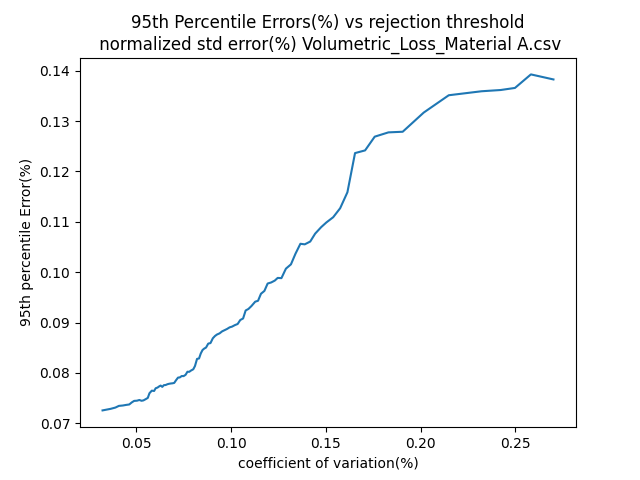 95th Percentile Errors(%) vs rejection threshold
normalized std error(%) Volumetric_Loss_Material A.csv
0.14
0.13
0.12
0.11
0.10
0.09
0.08
0.07
95th percentile Error(%)
0.05 0.10 0.15 0.20 0.25
coefficient of variation(%)